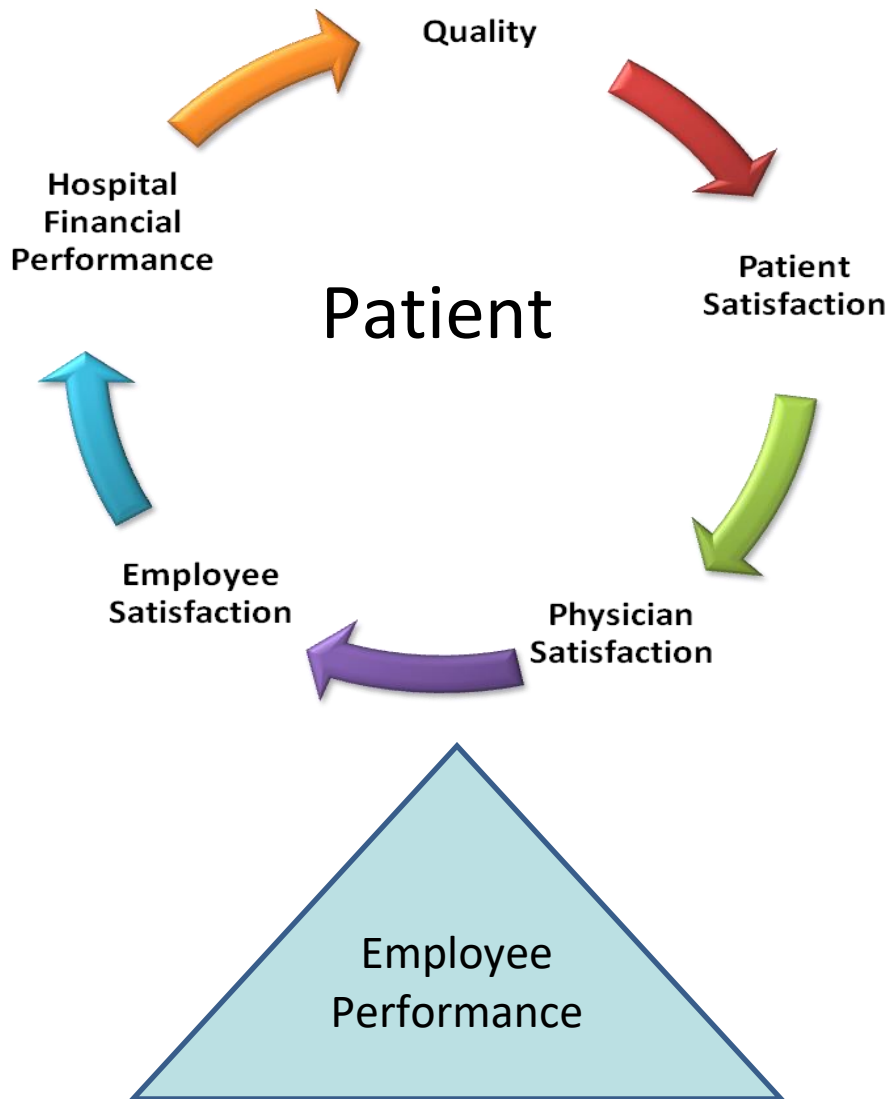 Quality
Hospital
Financial
Performance
Patient
Satisfaction
Patient
Employee
Satisfaction
Physician
Satisfaction
Employee
Performance